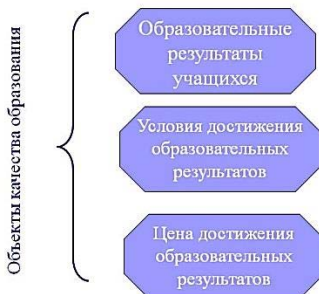 Объекты качества образования
Образовательные
результаты
учащихся
Условия достижения
образовательных
результатов
Цена достижения
образовательных
результатов